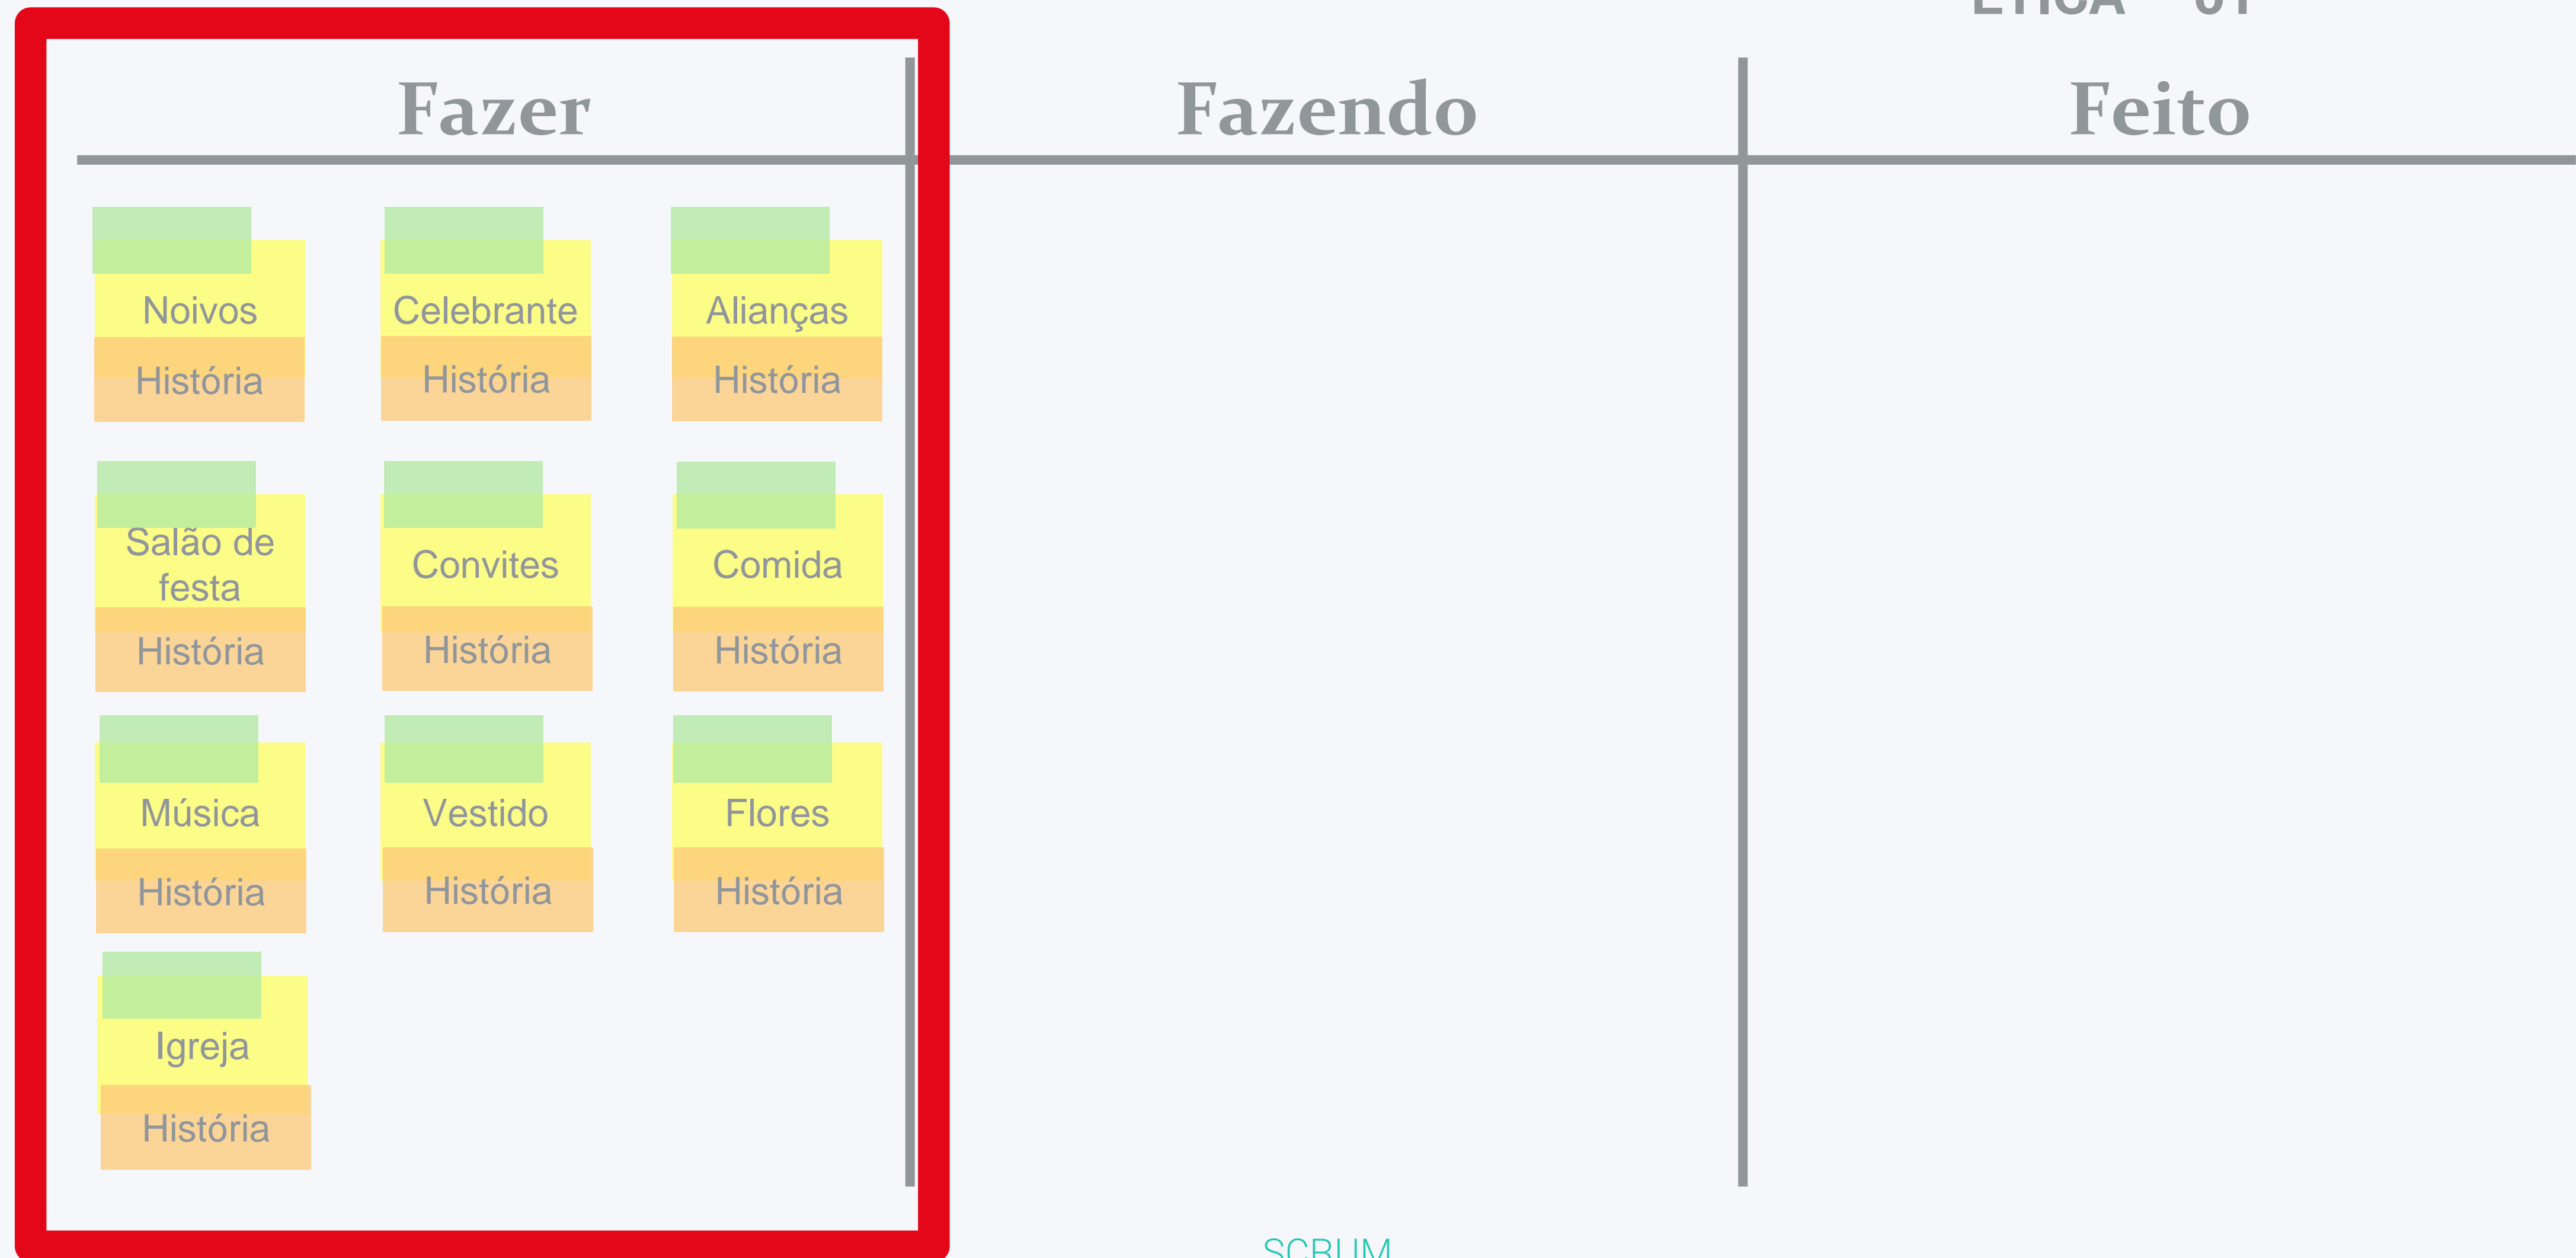 Fazer Fazendo Feito
Noivos Celebrante Alianças
História História História
Salão de
festa
Convites Comida
História História História
Música Vestido Flores
História História História
Igreja
História
SCRUM